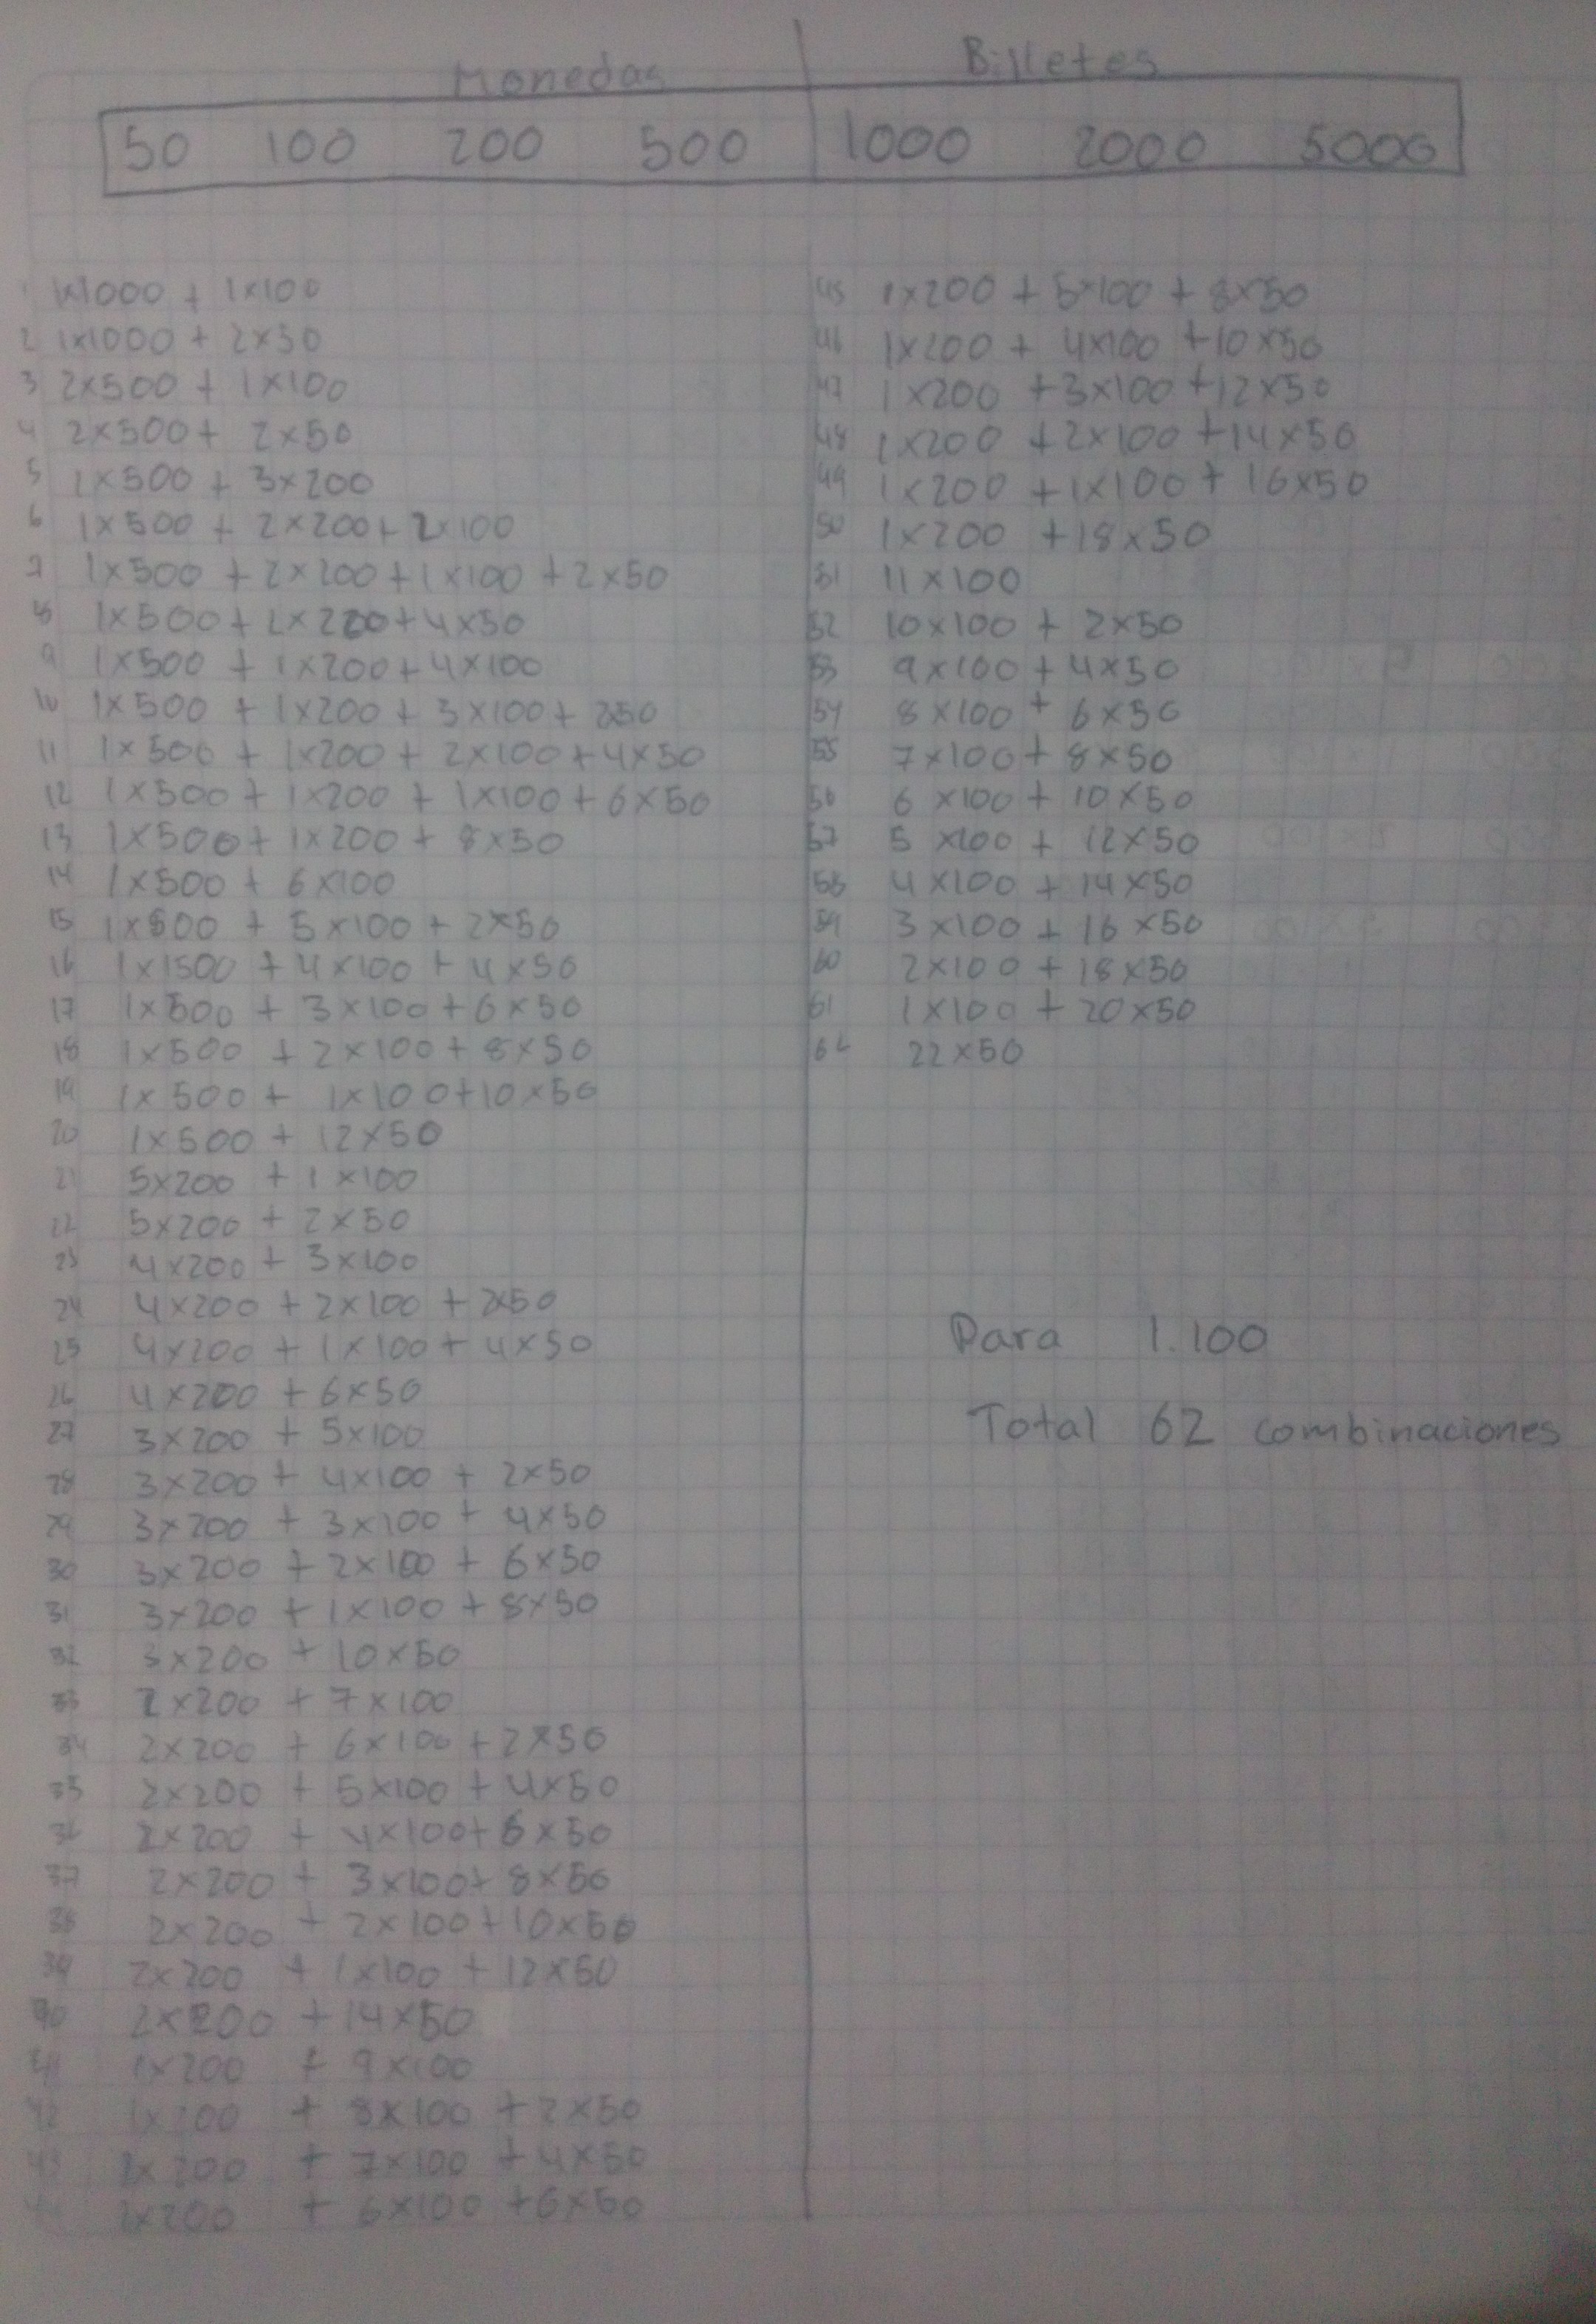 Monedas Billetes
50 100 200 500 1000 2000 5000
1 1x1000 + 1x100
2 1x1000 + 2x50
3 2x500 + 1x100
4 2x500 + 2x50
5 1x500 + 3x200
6 1x500 + 2x200 + 2x100
7 1x500 + 2x200 + 1x100 + 2x50
8 1x500 + 2x200 + 4x50
9 1x500 + 1x200 + 4x100
10 1x500 + 1x200 + 3x100 + 2x50
11 1x500 + 1x200 + 2x100 + 4x50
12 1x500 + 1x200 + 1x100 + 6x50
13 1x500 + 1x200 + 8x50
14 1x500 + 6x100
15 1x500 + 5x100 + 2x50
16 1x1500 + 4x100 + 4x50
17 1x500 + 3x100 + 6x50
18 1x500 + 2x100 + 8x50
19 1x500 + 1x100 + 10x50
20 1x500 + 12x50
21 5x200 + 1x100
22 5x200 + 2x50
23 4x200 + 3x100
24 4x200 + 2x100 + 2x50
25 4x200 + 1x100 + 4x50
26 4x200 + 6x50
27 3x200 + 5x100
28 3x200 + 4x100 + 2x50
29 3x200 + 3x100 + 4x50
30 3x200 + 2x100 + 6x50
31 3x200 + 1x100 + 8x50
32 3x200 + 10x50
33 2x200 + 7x100
34 2x200 + 6x100 + 2x50
35 2x200 + 5x100 + 4x50
36 2x200 + 4x100 + 6x50
37 2x200 + 3x100 + 8x50
38 2x200 + 2x100 + 10x50
39 2x200 + 1x100 + 12x50
40 2x200 + 14x50
41 1x200 + 9x100
42 1x200 + 8x100 + 2x50
43 1x200 + 7x100 + 4x50
1x200 + 6x100 + 6x50
45 1x200 + 5x100 + 8x50
46 1x200 + 4x100 + 10x50
47 1x200 + 3x100 + 12x50
48 1x200 + 2x100 + 14x50
49 1x200 + 1x100 + 16x50
50 1x200 + 18x50
51 11x100
52 10x100 + 2x50
53 9x100 + 4x50
54 8x100 + 6x50
55 7x100 + 8x50
56 6x100 + 10x50
57 5x100 + 12x50
58 4x100 + 14x50
59 3x100 + 16x50
60 2x100 + 18x50
61 1x100 + 20x50
62 22x50
Para 1.100
Total 62 combinaciones